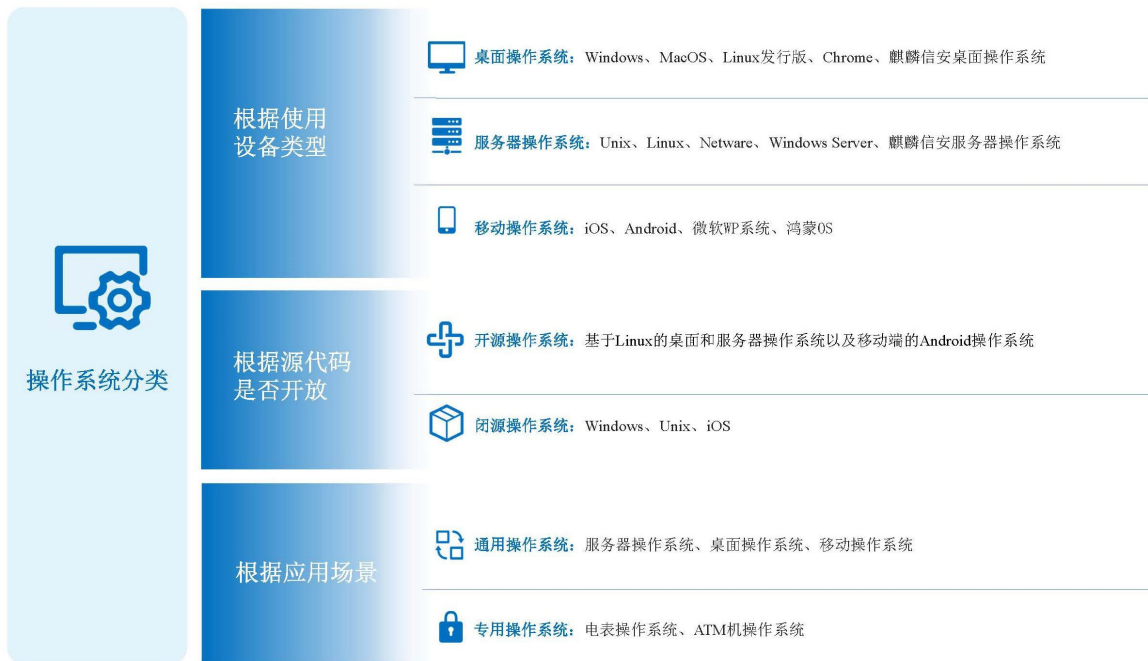 操作系统分类
根据使用
设备类型
桌面操作系统：Windows、MacOS、Linux发行版、Chrome、麒麟信安桌面操作系统
服务器操作系统：Unix、Linux、Netware、Windows Server、麒麟信安服务器操作系统
移动操作系统：iOS、Android、微软WP系统、鸿蒙OS
根据源代码
是否开放
开源操作系统：基于Linux的桌面和服务器操作系统以及移动端的Android操作系统
闭源操作系统：Windows、Unix、iOS
根据应用场景
通用操作系统：服务器操作系统、桌面操作系统、移动操作系统
专用操作系统：电表操作系统、ATM机操作系统